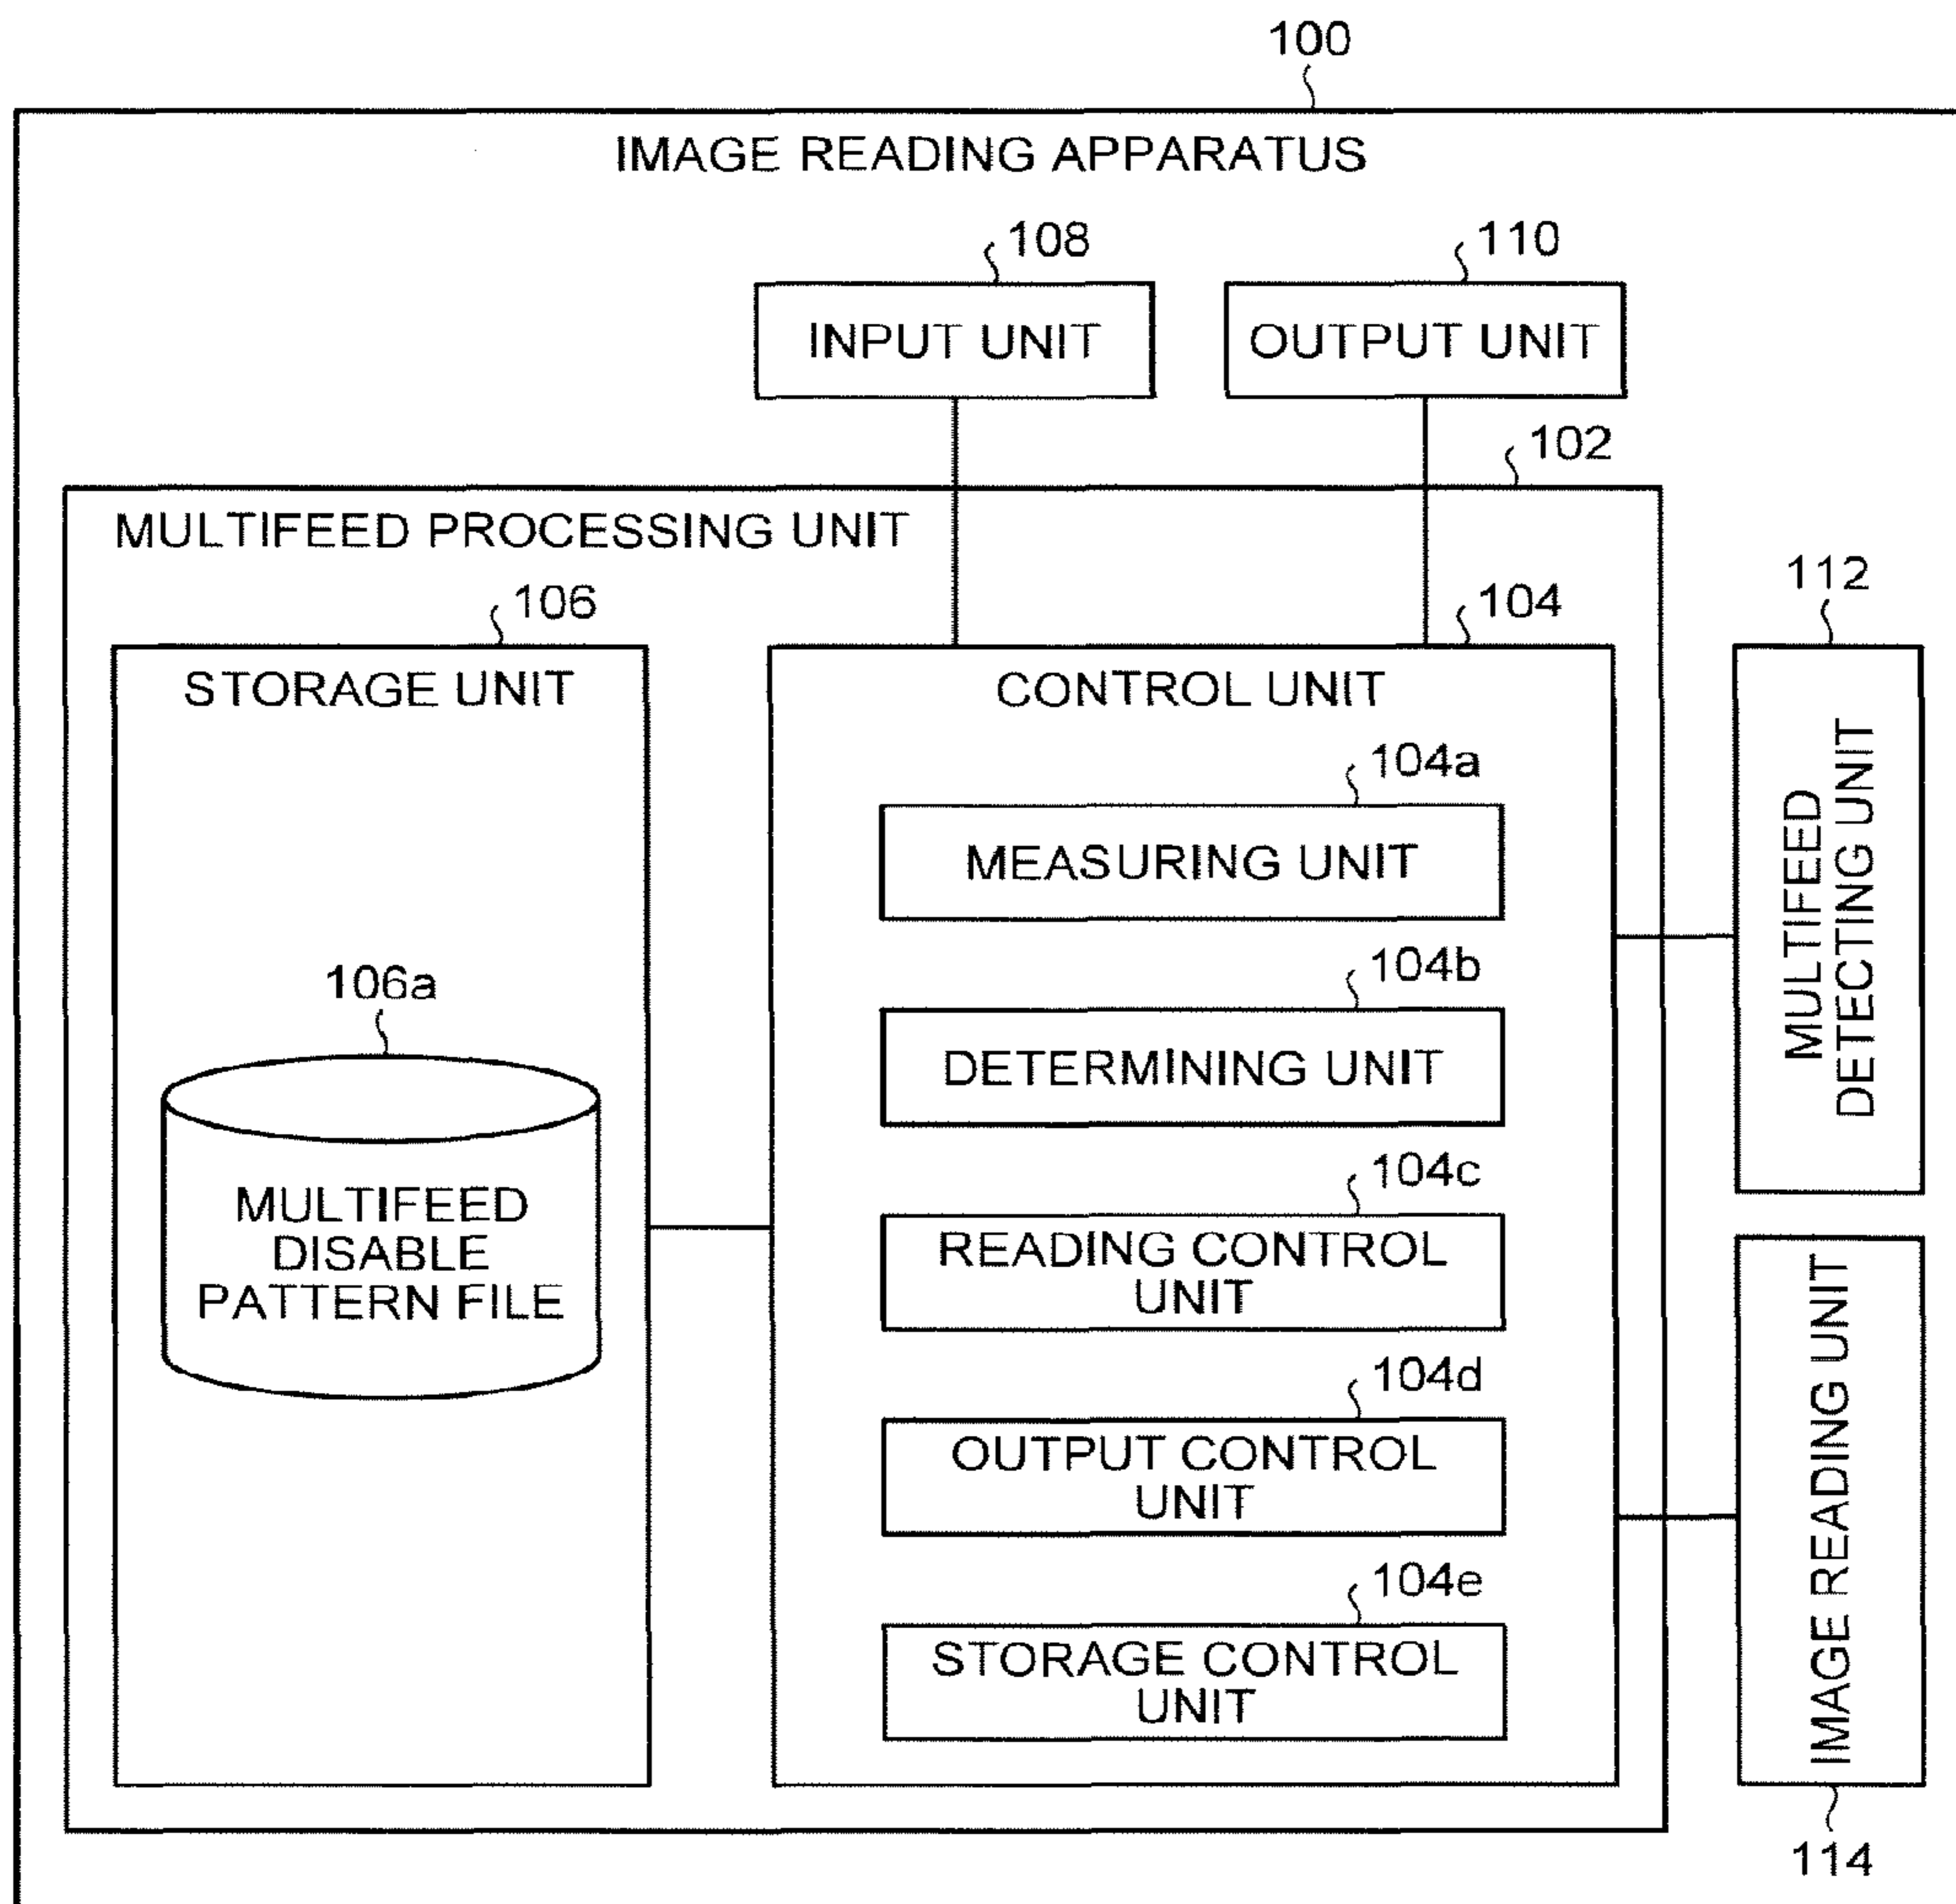 100
IMAGE READING APPARATUS
108
110
INPUT UNIT
OUTPUT UNIT
102
MULTIFEED PROCESSING UNIT
106
104
112
STORAGE UNIT
CONTROL UNIT
104a
MEASURING UNIT
MULTIFEED
DETECTING UNIT
106a
104b
DETERMINING UNIT
MULTIFEED
DISABLE
PATTERN FILE
104c
READING CONTROL
UNIT
104d
OUTPUT CONTROL
UNIT
IMAGE READING UNIT
104e
STORAGE CONTROL
UNIT
114